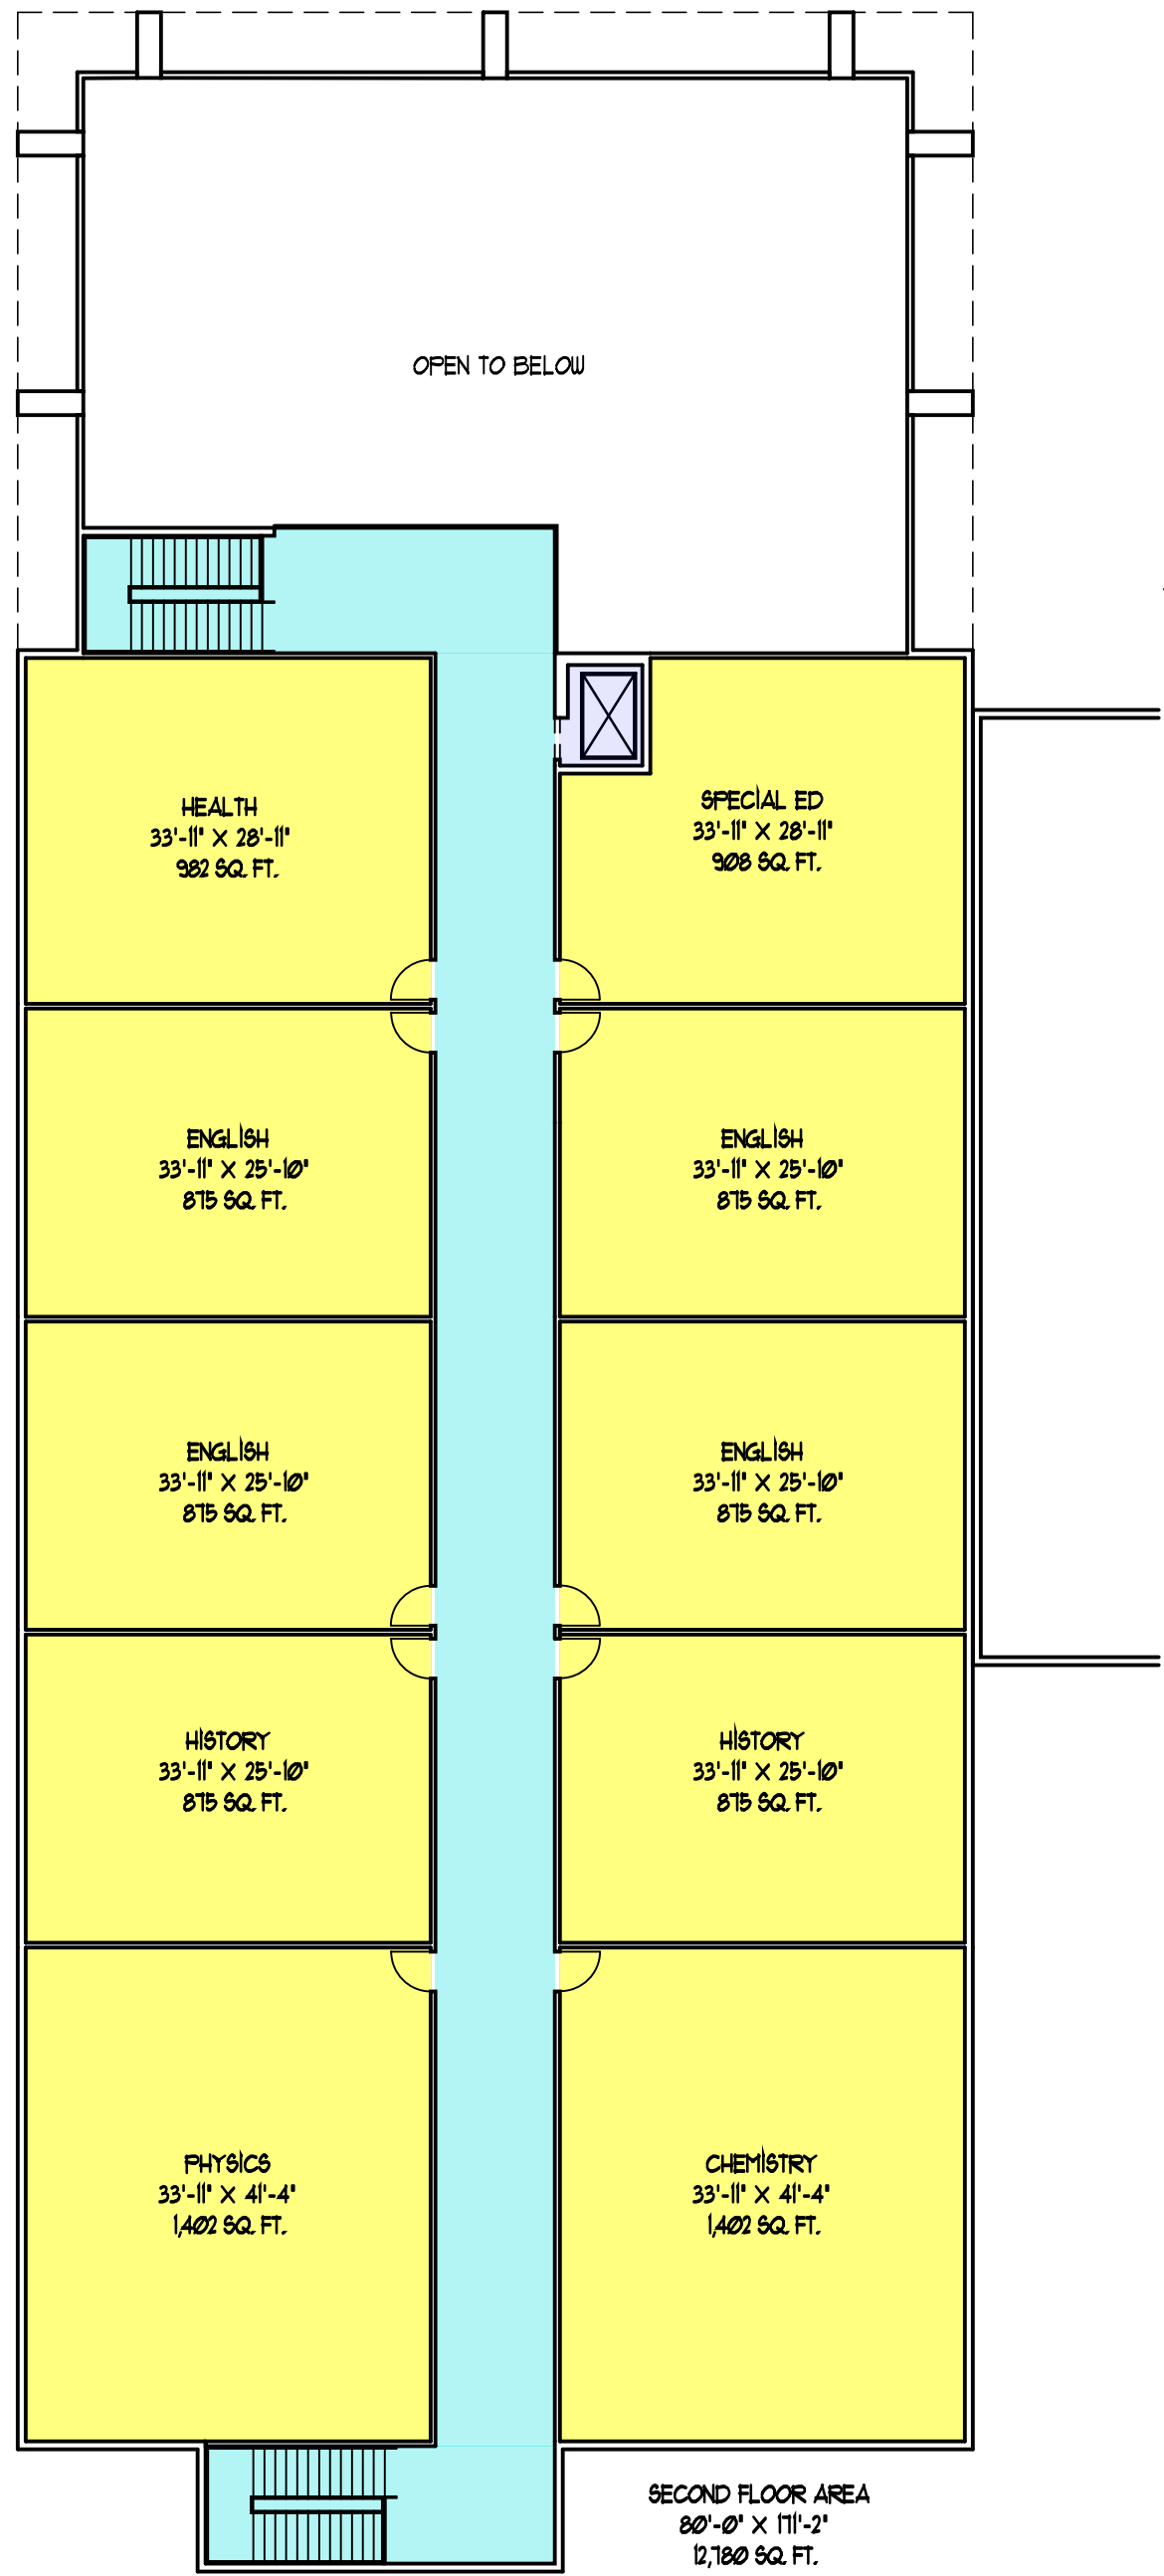 OPEN TO BELOW
HEALTH
33'-11" X 28'-11"
982 SQ. FT.
SPECIAL ED
33'-11" X 28'-11"
908 SQ. FT.
ENGLISH
33'-11" X 25'-10"
875 SQ. FT.
ENGLISH
33'-11" X 25'-10"
875 SQ. FT.
ENGLISH
33'-11" X 25'-10"
875 SQ. FT.
ENGLISH
33'-11" X 25'-10"
875 SQ. FT.
HISTORY
33'-11" X 25'-10"
875 SQ. FT.
HISTORY
33'-11" X 25'-10"
875 SQ. FT.
PHYSICS
33'-11" X 41'-4"
1,402 SQ. FT.
CHEMISTRY
33'-11" X 41'-4"
1,402 SQ. FT.
SECOND FLOOR AREA
80'-0" X 171'-2"
12,780 SQ. FT.